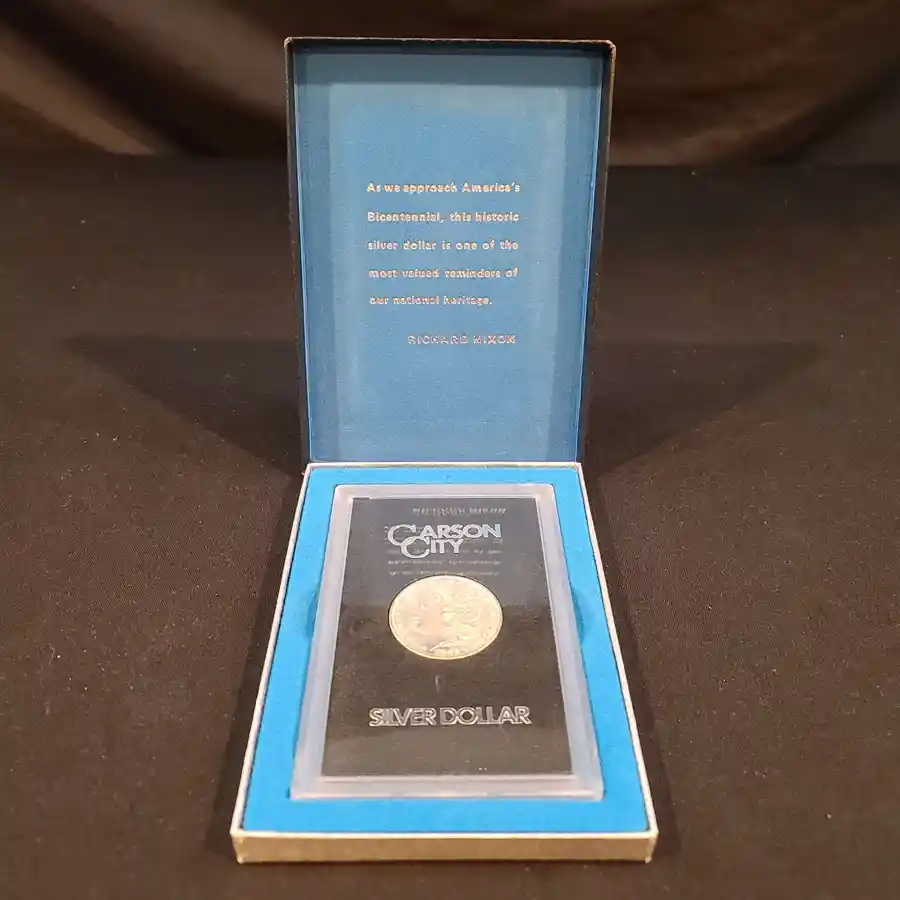 As we approach America's
Bicentennial, this historic
silver dollar is one of the
most valued reminders of
our national heritage.
RICHARD NIXON
CARSON
CITY
SILVER DOLLAR